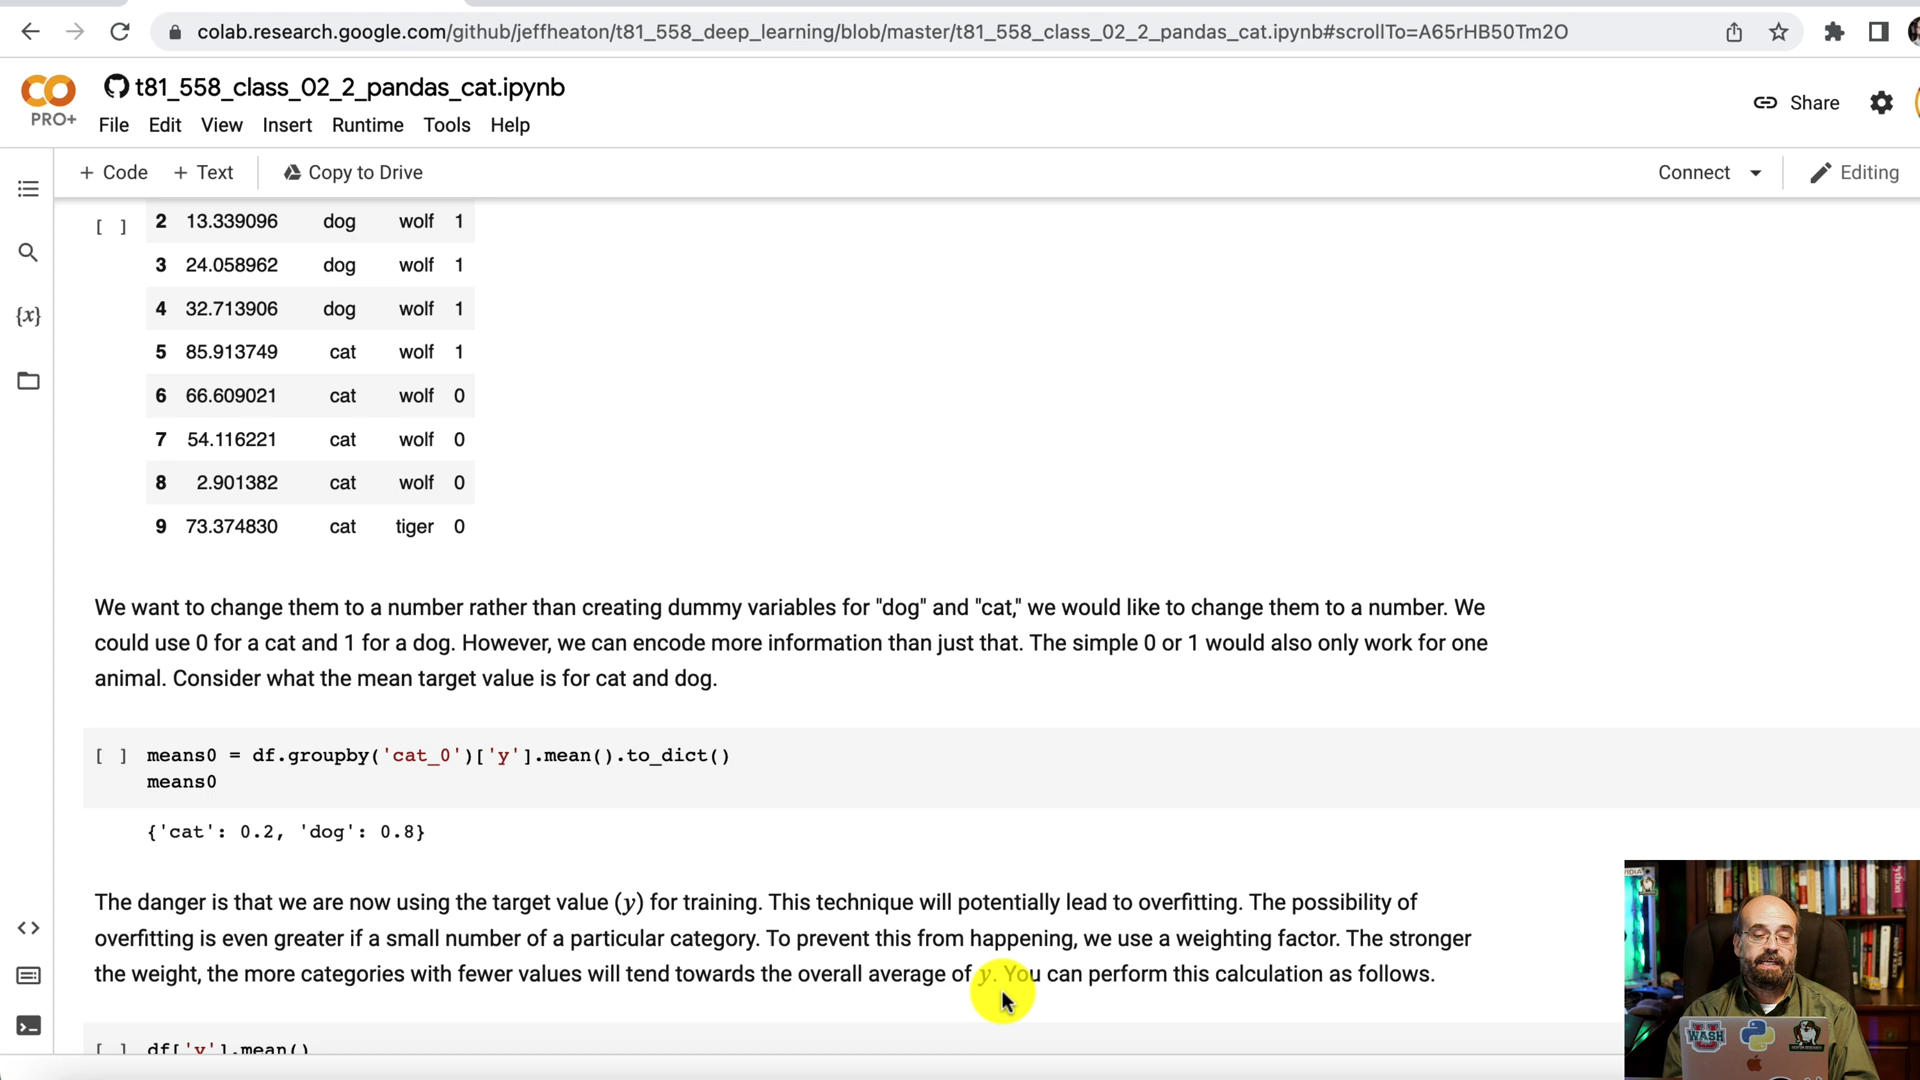 colab.research.google.com/github/jeffheaton/t81_558_deep_learning/blob/master/t81_558_class_02_2_pandas_cat.ipynb#scrollTo=A65rHB50Tm2O
t81_558_class_02_2_pandas_cat.ipynb
PRO+
File Edit View Insert Runtime Tools Help
Share
+ Code + Text Copy to Drive
Connect Editing
[ ] 2 13.339096 dog wolf 1
3 24.058962 dog wolf 1
4 32.713906 dog wolf 1
5 85.913749 cat wolf 1
6 66.609021 cat wolf 0
7 54.116221 cat wolf 0
8 2.901382 cat wolf 0
9 73.374830 cat tiger 0
{x}
We want to change them to a number rather than creating dummy variables for "dog" and "cat," we would like to change them to a number. We
could use 0 for a cat and 1 for a dog. However, we can encode more information than just that. The simple 0 or 1 would also only work for one
animal. Consider what the mean target value is for cat and dog.
[ ] means0 = df.groupby('cat_0')['y'].mean().to_dict()
means0
{'cat': 0.2, 'dog': 0.8}
The danger is that we are now using the target value (y) for training. This technique will potentially lead to overfitting. The possibility of
overfitting is even greater if a small number of a particular category. To prevent this from happening, we use a weighting factor. The stronger
the weight, the more categories with fewer values will tend towards the overall average of y. You can perform this calculation as follows.
[ ] df['y'].mean()
WASH